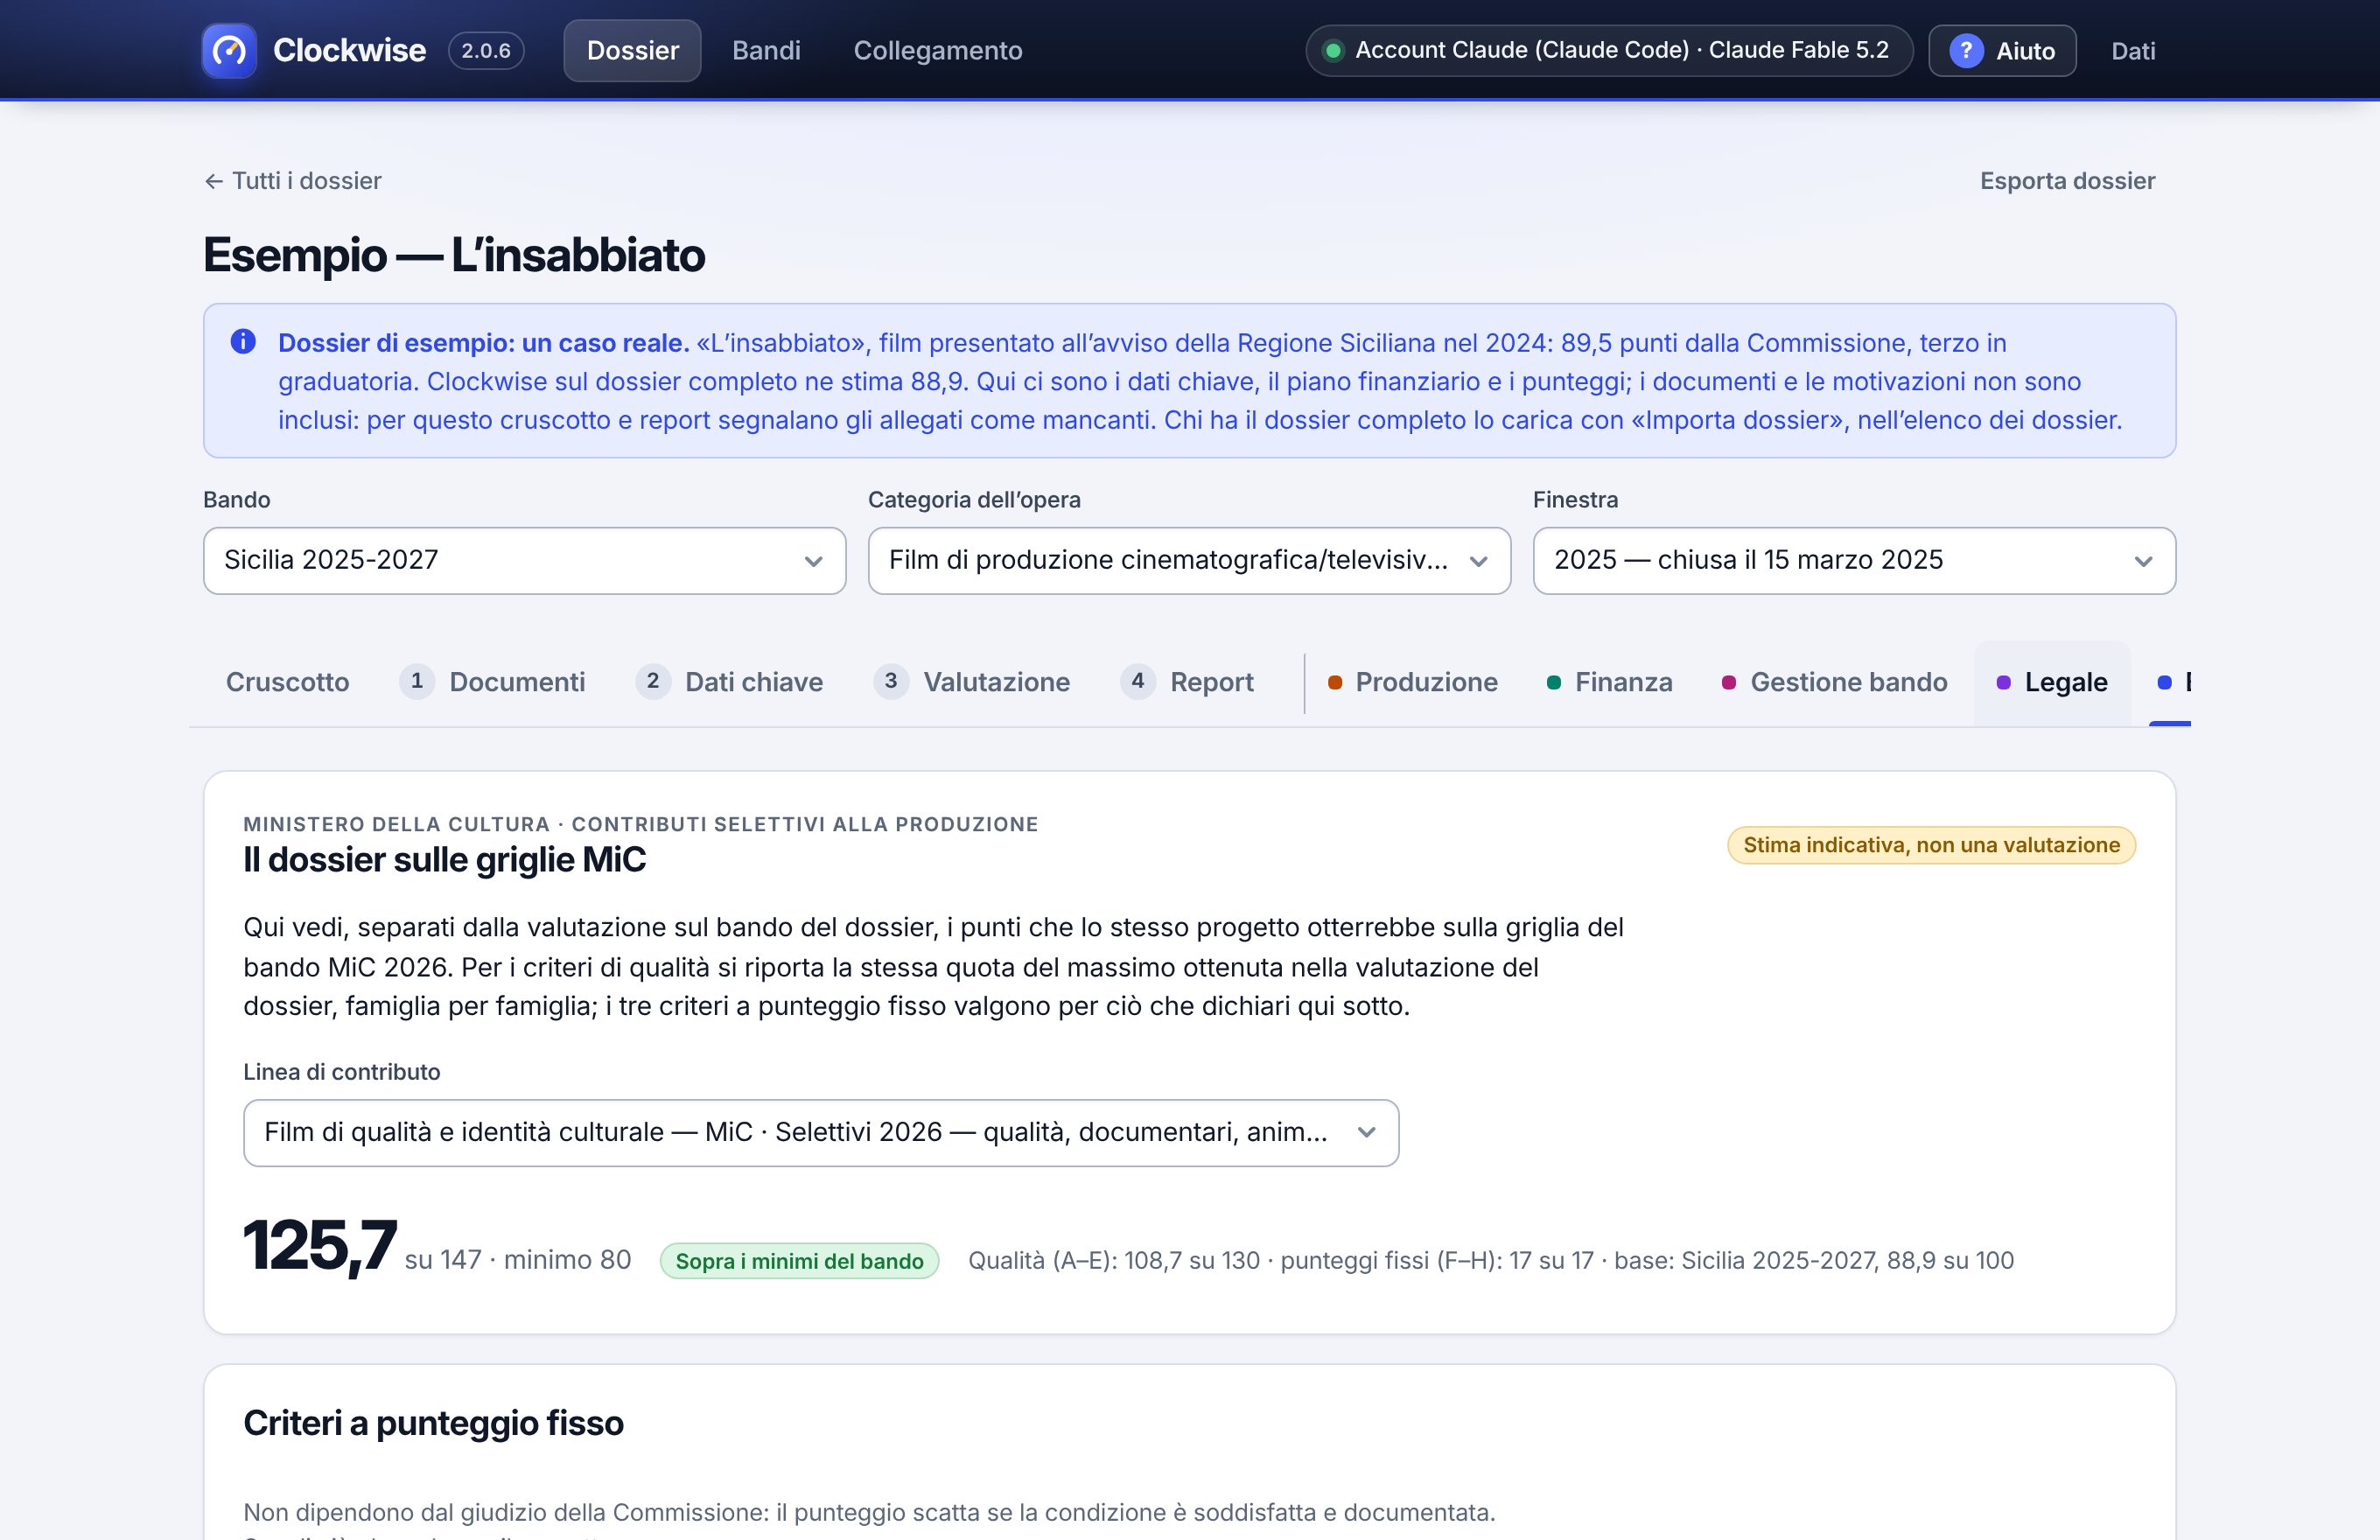 Clockwise 2.0.6 Dossier Bandi Collegamento Account Claude (Claude Code) · Claude Fable 5.2 ? Aiuto Dati
← Tutti i dossier Esporta dossier
Esempio — L’insabbiato
Dossier di esempio: un caso reale. «L’insabbiato», film presentato all’avviso della Regione Siciliana nel 2024: 89,5 punti dalla Commissione, terzo in
graduatoria. Clockwise sul dossier completo ne stima 88,9. Qui ci sono i dati chiave, il piano finanziario e i punteggi; i documenti e le motivazioni non sono
inclusi: per questo cruscotto e report segnalano gli allegati come mancanti. Chi ha il dossier completo lo carica con «Importa dossier», nell’elenco dei dossier.
Bando Categoria dell’opera Finestra
Sicilia 2025-2027 Film di produzione cinematografica/televisiv... 2025 — chiusa il 15 marzo 2025
Cruscotto 1 Documenti 2 Dati chiave 3 Valutazione 4 Report Produzione Finanza Gestione bando Legale
MINISTERO DELLA CULTURA · CONTRIBUTI SELETTIVI ALLA PRODUZIONE
Il dossier sulle griglie MiC
Stima indicativa, non una valutazione
Qui vedi, separati dalla valutazione sul bando del dossier, i punti che lo stesso progetto otterrebbe sulla griglia del
bando MiC 2026. Per i criteri di qualità si riporta la stessa quota del massimo ottenuta nella valutazione del
dossier, famiglia per famiglia; i tre criteri a punteggio fisso valgono per ciò che dichiari qui sotto.
Linea di contributo
Film di qualità e identità culturale — MiC · Selettivi 2026 — qualità, documentari, anim...
125,7 su 147 · minimo 80 Sopra i minimi del bando Qualità (A–E): 108,7 su 130 · punteggi fissi (F–H): 17 su 17 · base: Sicilia 2025-2027, 88,9 su 100
Criteri a punteggio fisso
Non dipendono dal giudizio della Commissione: il punteggio scatta se la condizione è soddisfatta e documentata.